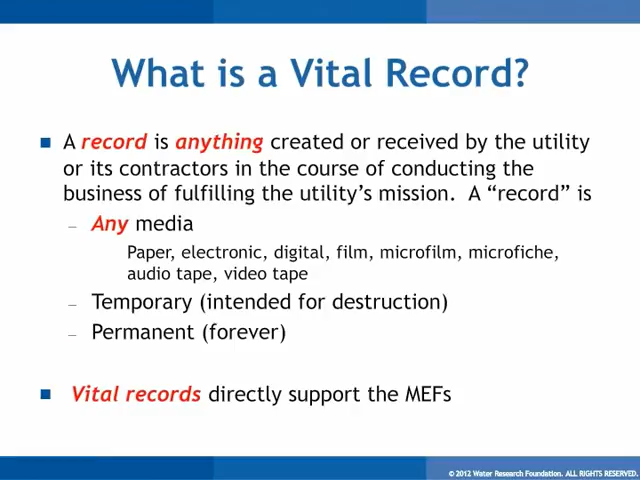 What is a Vital Record?
A record is anything created or received by the utility
or its contractors in the course of conducting the
business of fulfilling the utility’s mission. A “record” is
– Any media
Paper, electronic, digital, film, microfilm, microfiche,
audio tape, video tape
– Temporary (intended for destruction)
– Permanent (forever)
Vital records directly support the MEFs
© 2012 Water Research Foundation. ALL RIGHTS RESERVED.